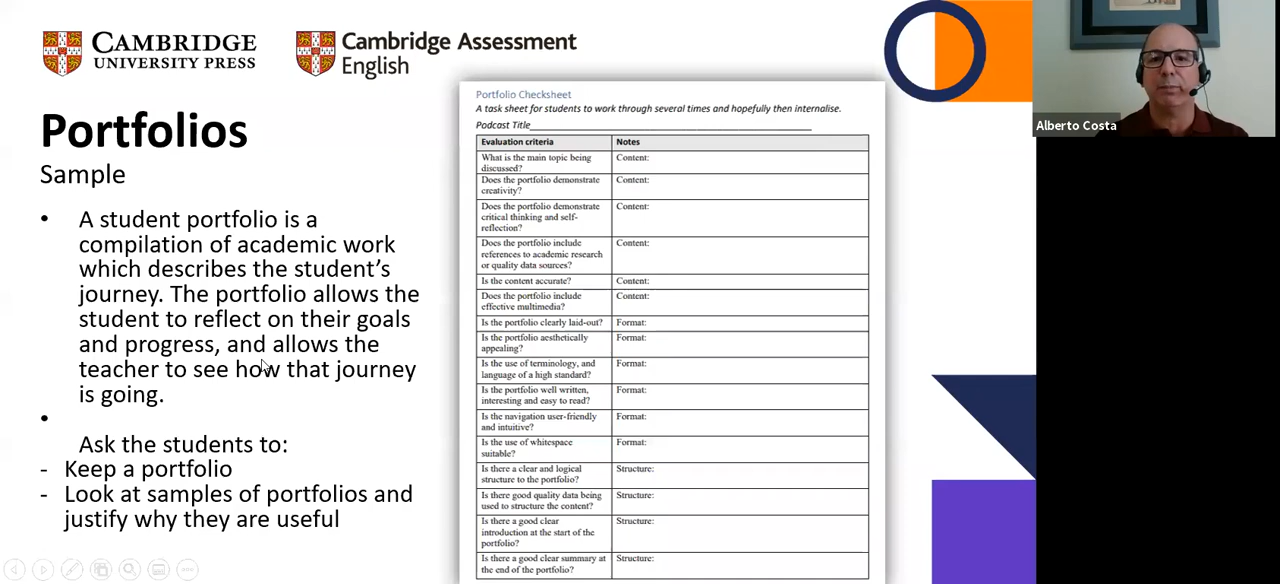 CAMBRIDGE
UNIVERSITY PRESS
Cambridge Assessment
English
Portfolios
Sample
• A student portfolio is a
compilation of academic work
which describes the student’s
journey. The portfolio allows the
student to reflect on their goals
and progress, and allows the
teacher to see how that journey
is going.
•
Ask the students to:
- Keep a portfolio
- Look at samples of portfolios and
justify why they are useful
Portfolio Checksheet
A task sheet for students to work through several times and hopefully then internalise.
Podcast Title
Evaluation criteria Notes
What is the main topic being Content:
discussed?
Does the portfolio demonstrate Content:
creativity?
Does the portfolio demonstrate Content:
critical thinking and self-
reflection?
Does the portfolio include Content:
references to academic research
or quality data sources?
Is the content accurate? Content:
Does the portfolio include Content:
effective multimedia?
Is the portfolio clearly laid-out? Format:
Is the portfolio aesthetically Format:
appealing?
Is the use of terminology, and Format:
language of a high standard?
Is the portfolio well written, Format:
interesting and easy to read?
Is the navigation user-friendly Format:
and intuitive?
Is the use of whitespace Format:
suitable?
Is there a clear and logical Structure:
structure to the portfolio?
Is there good quality data being Structure:
used to structure the content?
Is there a good clear Structure:
introduction at the start of the
portfolio?
Is there a good clear summary at Structure:
the end of the portfolio?
Alberto Costa